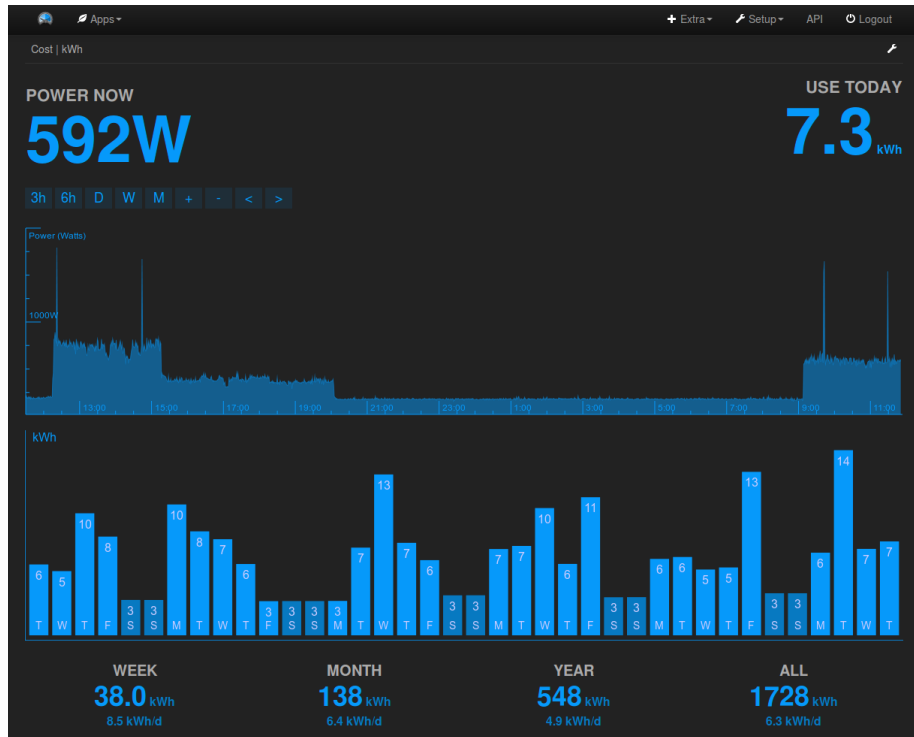 Apps Extra Setup API Logout
Cost | kWh
POWER NOW USE TODAY
592W 7.3 kWh
3h 6h D W M + - < >
Power (Watts)
1000W
13:00 15:00 17:00 19:00 21:00 23:00 1:00 3:00 5:00 7:00 9:00 11:00
kWh
6 5 10 8 3 3 10 8 7 6 3 3 3 3 7 13 7 6 3 3 7 7 10 6 11 3 3 6 6 5 5 13 3 3 6 14 7 7
T W T F S S M T W T F S S M T W T F S S M T W T F S S M T W T F S S M T W T
WEEK MONTH YEAR ALL
38.0 kWh 138 kWh 548 kWh 1728 kWh
8.5 kWh/d 6.4 kWh/d 4.9 kWh/d 6.3 kWh/d